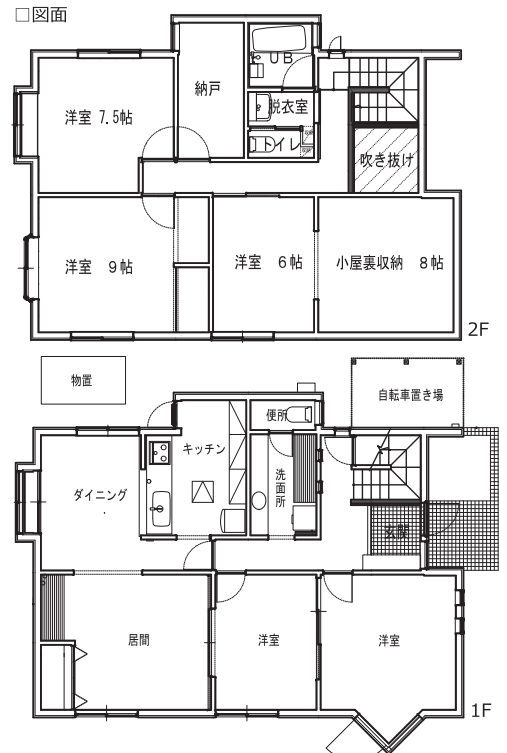 □図面
UB
納戸
洋室 7.5帖
脱衣室
トイレ
吹き抜け
洋室 9帖
洋室 6帖
小屋裏収納 8帖
2F
物置
自転車置き場
便所
キッチン
洗面所
ダイニング
玄関
居間
洋室
洋室
1F